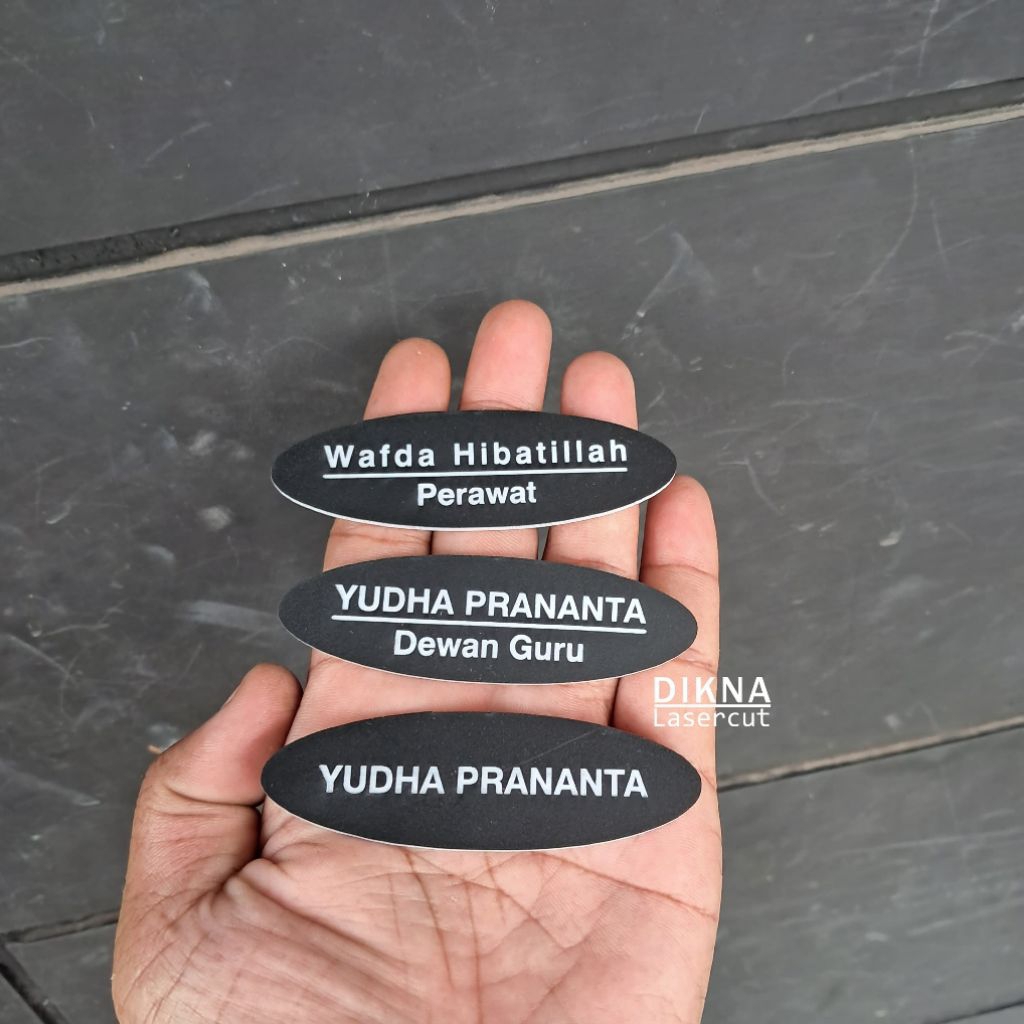 Wafda Hibatillah
Perawat
YUDHA PRANANTA
Dewan Guru
DIKNA
Lasercut
YUDHA PRANANTA